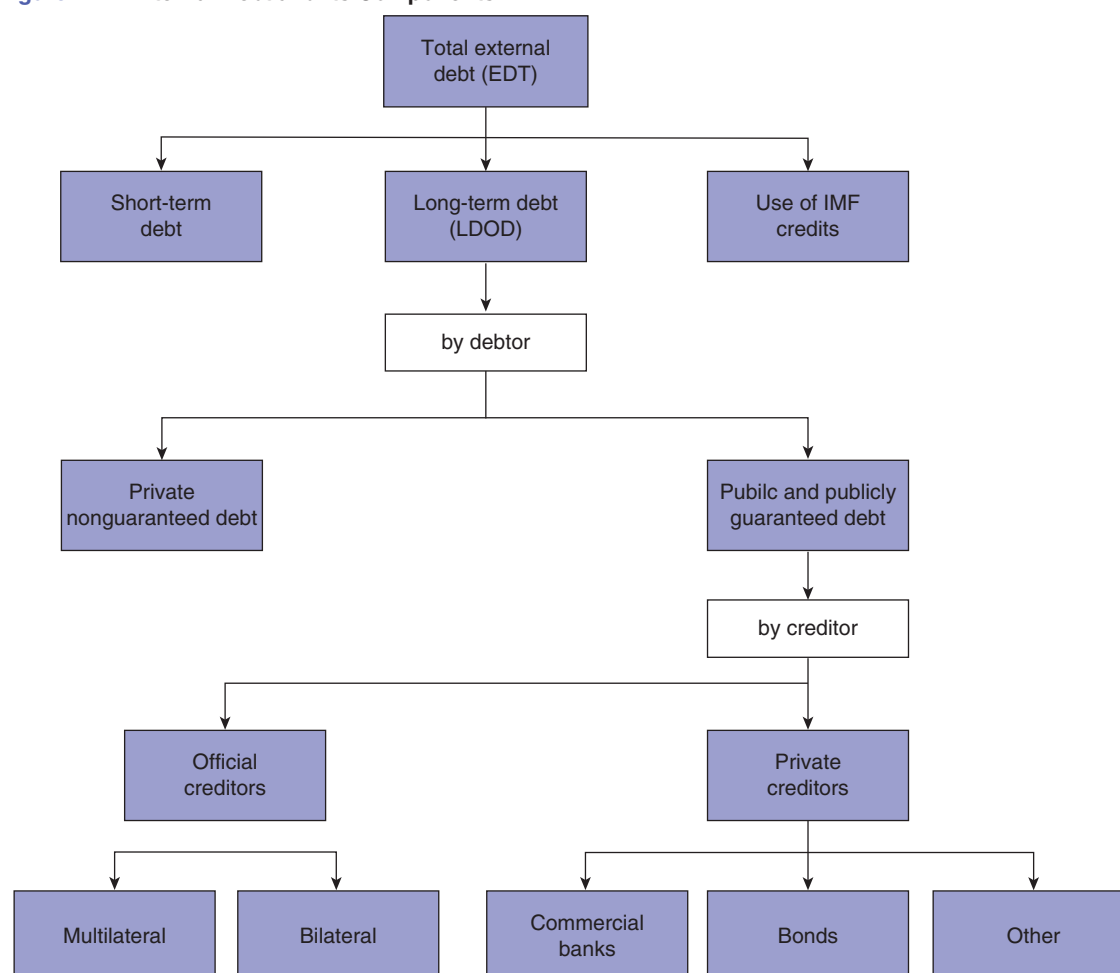 Total external
debt (EDT)
Short-term
debt
Long-term debt
(LDOD)
Use of IMF
credits
by debtor
Private
nonguaranteed debt
Pubilc and publicly
guaranteed debt
by creditor
Official
creditors
Private
creditors
Multilateral
Bilateral
Commercial
banks
Bonds
Other